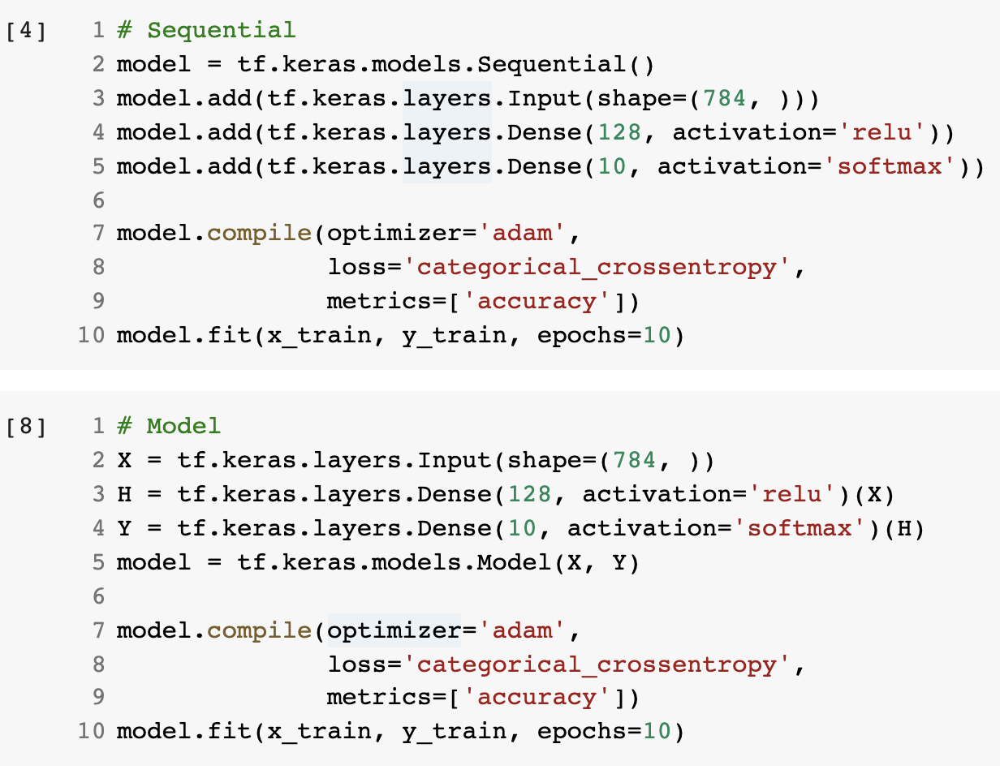 [4] 1 # Sequential
2 model = tf.keras.models.Sequential()
3 model.add(tf.keras.layers.Input(shape=(784, )))
4 model.add(tf.keras.layers.Dense(128, activation='relu'))
5 model.add(tf.keras.layers.Dense(10, activation='softmax'))
6
7 model.compile(optimizer='adam',
8               loss='categorical_crossentropy',
9               metrics=['accuracy'])
10 model.fit(x_train, y_train, epochs=10)
[8] 1 # Model
2 X = tf.keras.layers.Input(shape=(784, ))
3 H = tf.keras.layers.Dense(128, activation='relu')(X)
4 Y = tf.keras.layers.Dense(10, activation='softmax')(H)
5 model = tf.keras.models.Model(X, Y)
6
7 model.compile(optimizer='adam',
8               loss='categorical_crossentropy',
9               metrics=['accuracy'])
10 model.fit(x_train, y_train, epochs=10)